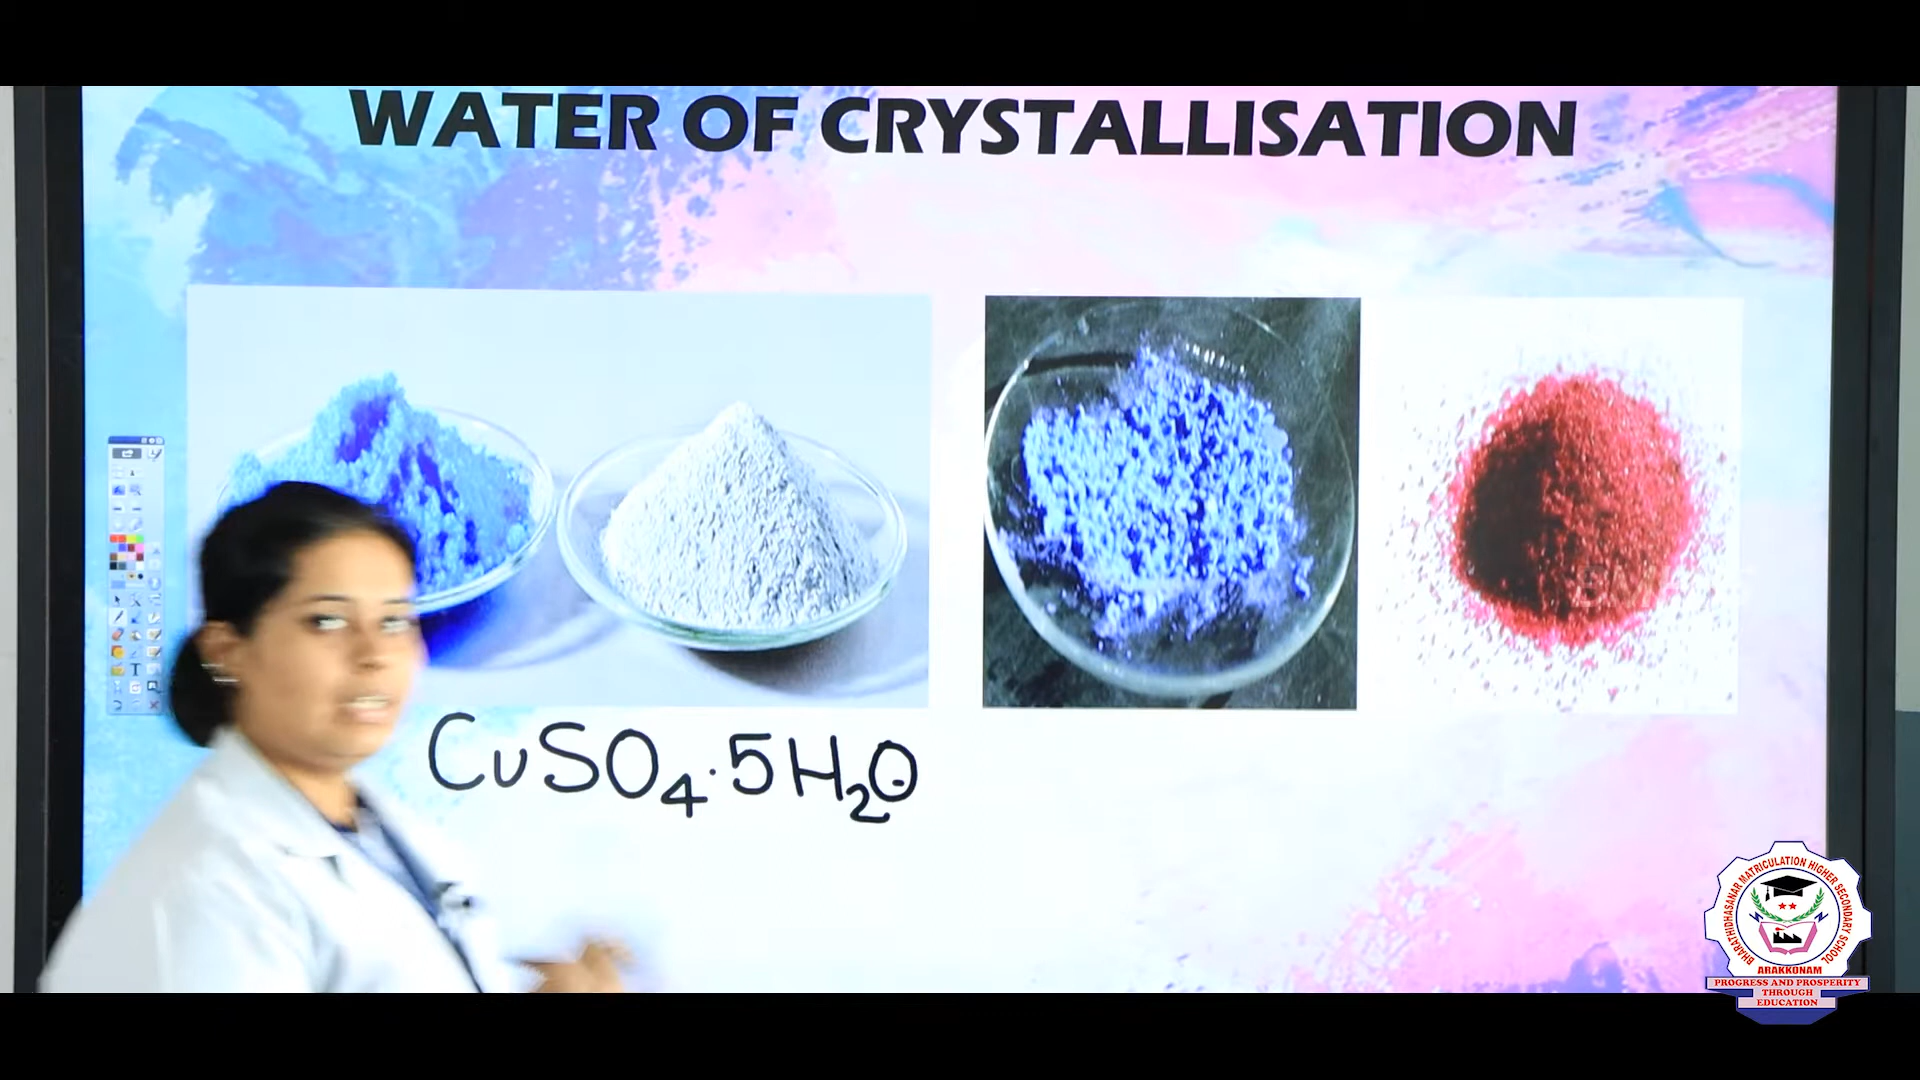 WATER OF CRYSTALLISATION
CuSO₄·5H₂O
BHARATHIDHASANAR MATRICULATION HIGHER SECONDARY SCHOOL
ARAKKONAM
PROGRESS AND PROSPERITY
THROUGH
EDUCATION